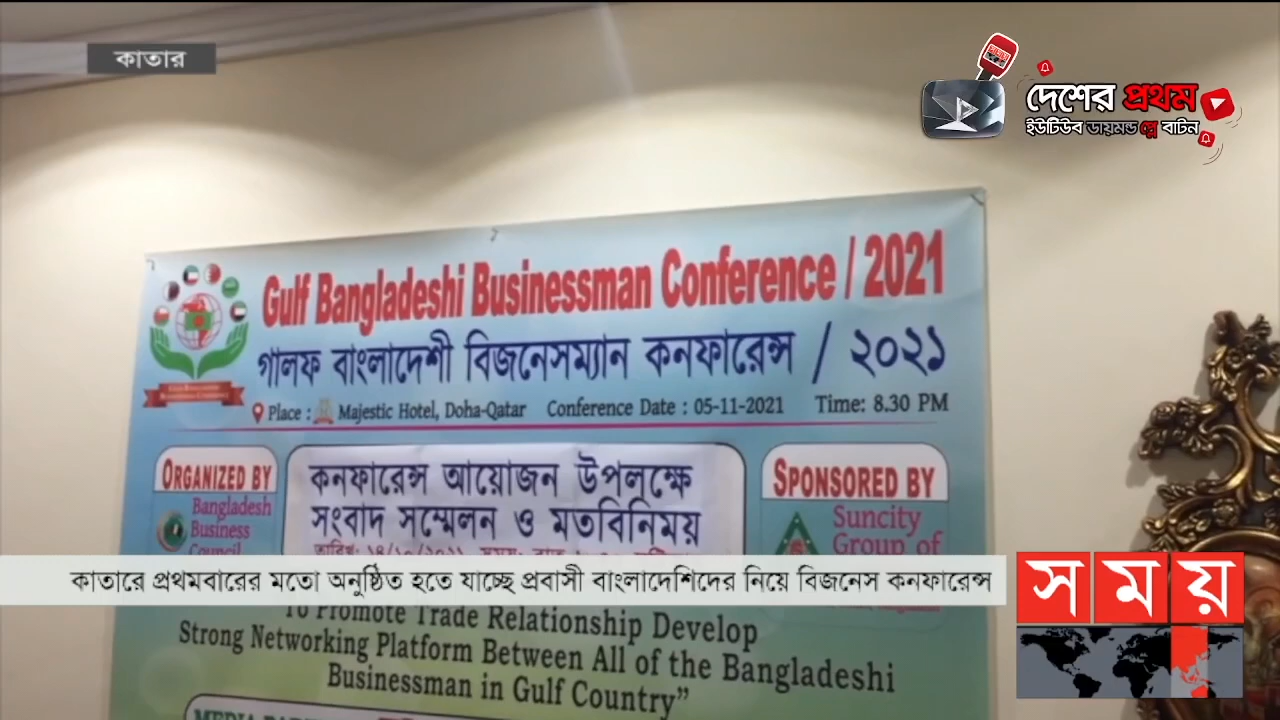 কাতার
দেশের প্রথম
ইউটিউব ডায়মন্ড প্লে বাটন
Gulf Bangladeshi Businessman Conference / 2021
গালফ বাংলাদেশী বিজনেসম্যান কনফারেন্স / ২০২১
Place : Majestic Hotel, Doha-Qatar Conference Date : 05-11-2021 Time: 8.30 PM
ORGANIZED BY
Bangladesh
Business
Council
কনফারেন্স আয়োজন উপলক্ষে
সংবাদ সম্মেলন ও মতবিনিময়
তারিখ: ১৪/১০/২০২১
SPONSORED BY
Suncity
Group of
কাতারে প্রথমবারের মতো অনুষ্ঠিত হতে যাচ্ছে প্রবাসী বাংলাদেশিদের নিয়ে বিজনেস কনফারেন্স
সময়
To Promote Trade Relationship Develop
Strong Networking Platform Between All of the Bangladeshi
Businessman in Gulf Country”